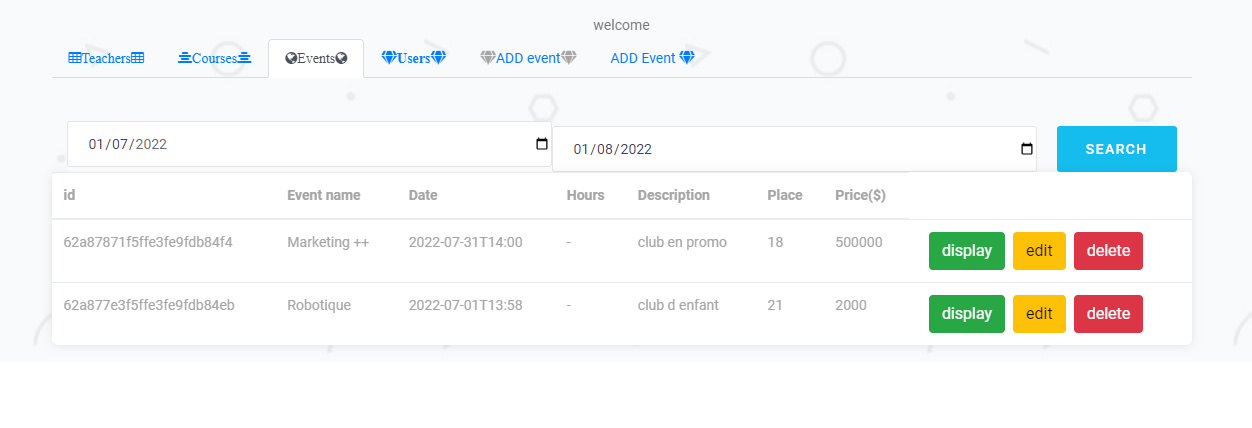 welcome
Teachers Courses Events Users ADD event ADD Event
01/07/2022 01/08/2022 SEARCH
id Event name Date Hours Description Place Price($)
62a87871f5ffe3fe9fdb84f4 Marketing ++ 2022-07-31T14:00 - club en promo 18 500000 display edit delete
62a877e3f5ffe3fe9fdb84eb Robotique 2022-07-01T13:58 - club d enfant 21 2000 display edit delete